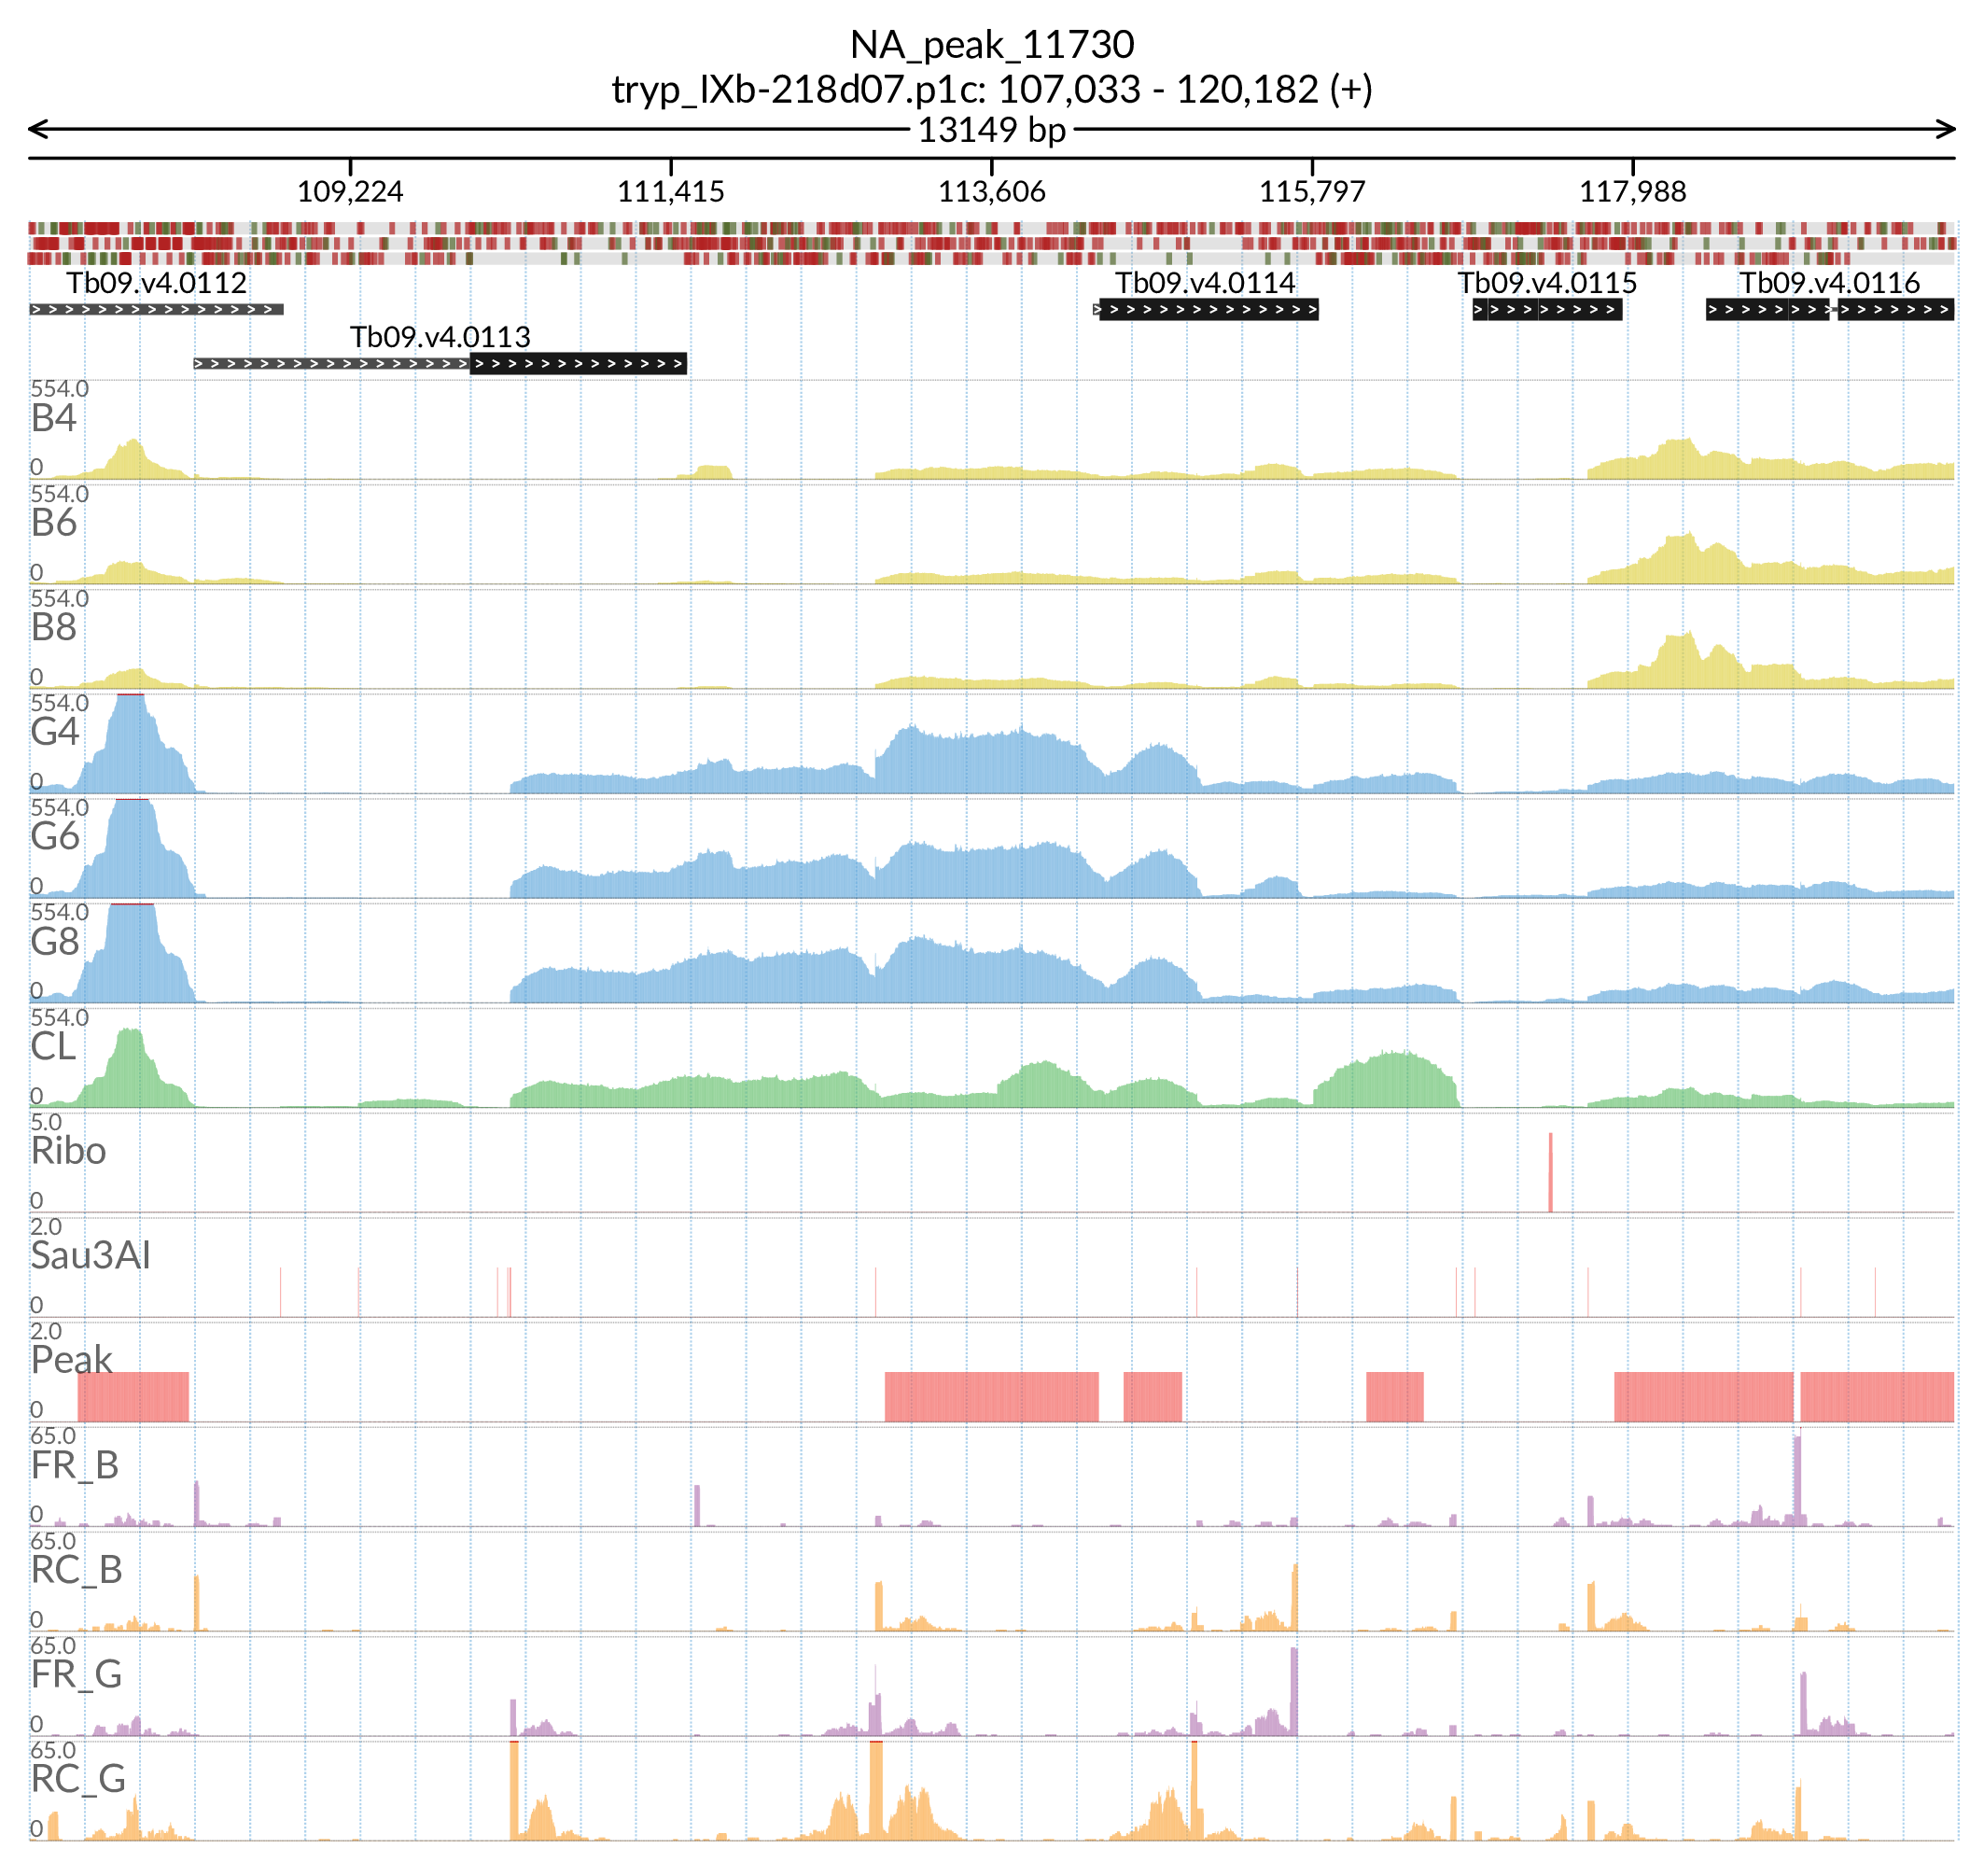 NA_peak_11730
tryp_IXb-218d07.p1c: 107,033 - 120,182 (+)
13149 bp
109,224 111,415 113,606 115,797 117,988
Tb09.v4.0112 Tb09.v4.0114 Tb09.v4.0115 Tb09.v4.0116
Tb09.v4.0113
554.0
B4
0
554.0
B6
0
554.0
B8
0
554.0
G4
0
554.0
G6
0
554.0
G8
0
554.0
CL
0
5.0
Ribo
0
2.0
Sau3AI
0
2.0
Peak
0
65.0
FR_B
0
65.0
RC_B
0
65.0
FR_G
0
65.0
RC_G
0